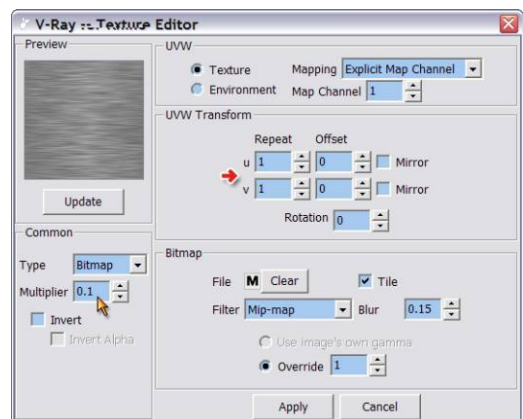 V-Ray :: Texture Editor
Preview
Update
Common
Type Bitmap
Multiplier 0.1
Invert
Invert Alpha
UVW
Texture Mapping Explicit Map Channel
Environment Map Channel 1
UVW Transform
Repeat Offset
u 1 0 Mirror
v 1 0 Mirror
Rotation 0
Bitmap
File M Clear Tile
Filter Mip-map Blur 0.15
Use image's own gamma
Override 1
Apply Cancel